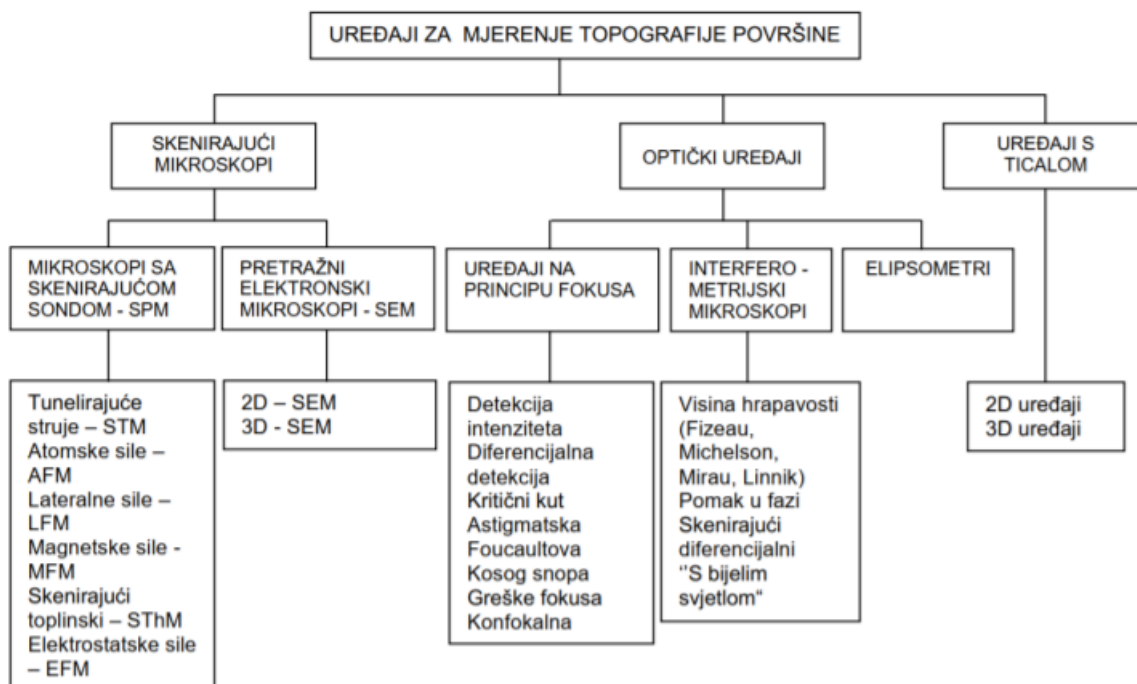 UREĐAJI ZA MJERENJE TOPOGRAFIJE POVRŠINE
SKENIRAJUĆI
MIKROSKOPI
OPTIČKI UREĐAJI
UREĐAJI S
TICALOM
MIKROSKOPI SA
SKENIRAJUĆOM
SONDOM - SPM
PRETRAŽNI
ELEKTRONSKI
MIKROSKOPI - SEM
UREĐAJI NA
PRINCIPU FOKUSA
INTERFERO -
METRIJSKI
MIKROSKOPI
ELIPSOMETRI
Tunelirajuće
struje – STM
Atomske sile –
AFM
Lateralne sile –
LFM
Magnetske sile -
MFM
Skenirajući
toplinski – SThM
Elektrostatske sile
– EFM
2D – SEM
3D - SEM
Detekcija
intenziteta
Diferencijalna
detekcija
Kritični kut
Astigmatska
Foucaultova
Kosog snopa
Greške fokusa
Konfokalna
Visina hrapavosti
(Fizeau,
Michelson,
Mirau, Linnik)
Pomak u fazi
Skenirajući
diferencijalni
‘’S bijelim
svjetlom“
2D uređaji
3D uređaji